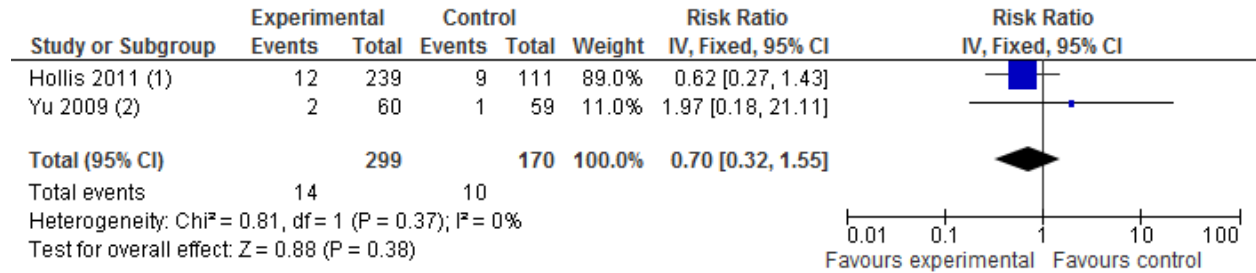 Experimental Control Risk Ratio Risk Ratio
Study or Subgroup Events Total Events Total Weight IV, Fixed, 95% CI IV, Fixed, 95% CI
Hollis 2011 (1) 12 239 9 111 89.0% 0.62 [0.27, 1.43]
Yu 2009 (2) 2 60 1 59 11.0% 1.97 [0.18, 21.11]
Total (95% CI) 299 170 100.0% 0.70 [0.32, 1.55]
Total events 14 10
Heterogeneity: Chi² = 0.81, df = 1 (P = 0.37); I² = 0%
Test for overall effect: Z = 0.88 (P = 0.38)
0.01 0.1 1 10 100
Favours experimental Favours control